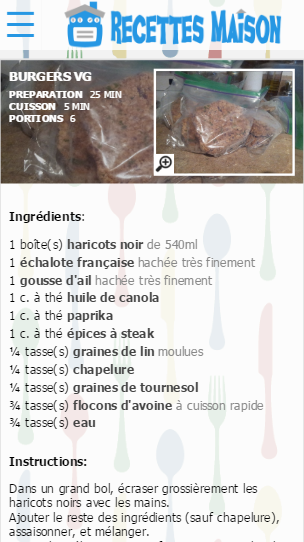 RECETTES MAISON
BURGERS VG
PREPARATION 25 MIN
CUISSON 5 MIN
PORTIONS 6
Ingrédients:
1 boîte(s) haricots noir de 540ml
1 échalote française hachée très finement
1 gousse d'ail hachée très finement
1 c. à thé huile de canola
1 c. à thé paprika
1 c. à thé épices à steak
¼ tasse(s) graines de lin moulues
¼ tasse(s) chapelure
¼ tasse(s) graines de tournesol
¾ tasse(s) flocons d'avoine à cuisson rapide
¾ tasse(s) eau
Instructions:
Dans un grand bol, écraser grossièrement les
haricots noirs avec les mains.
Ajouter le reste des ingrédients (sauf chapelure),
assaisonner, et mélanger.